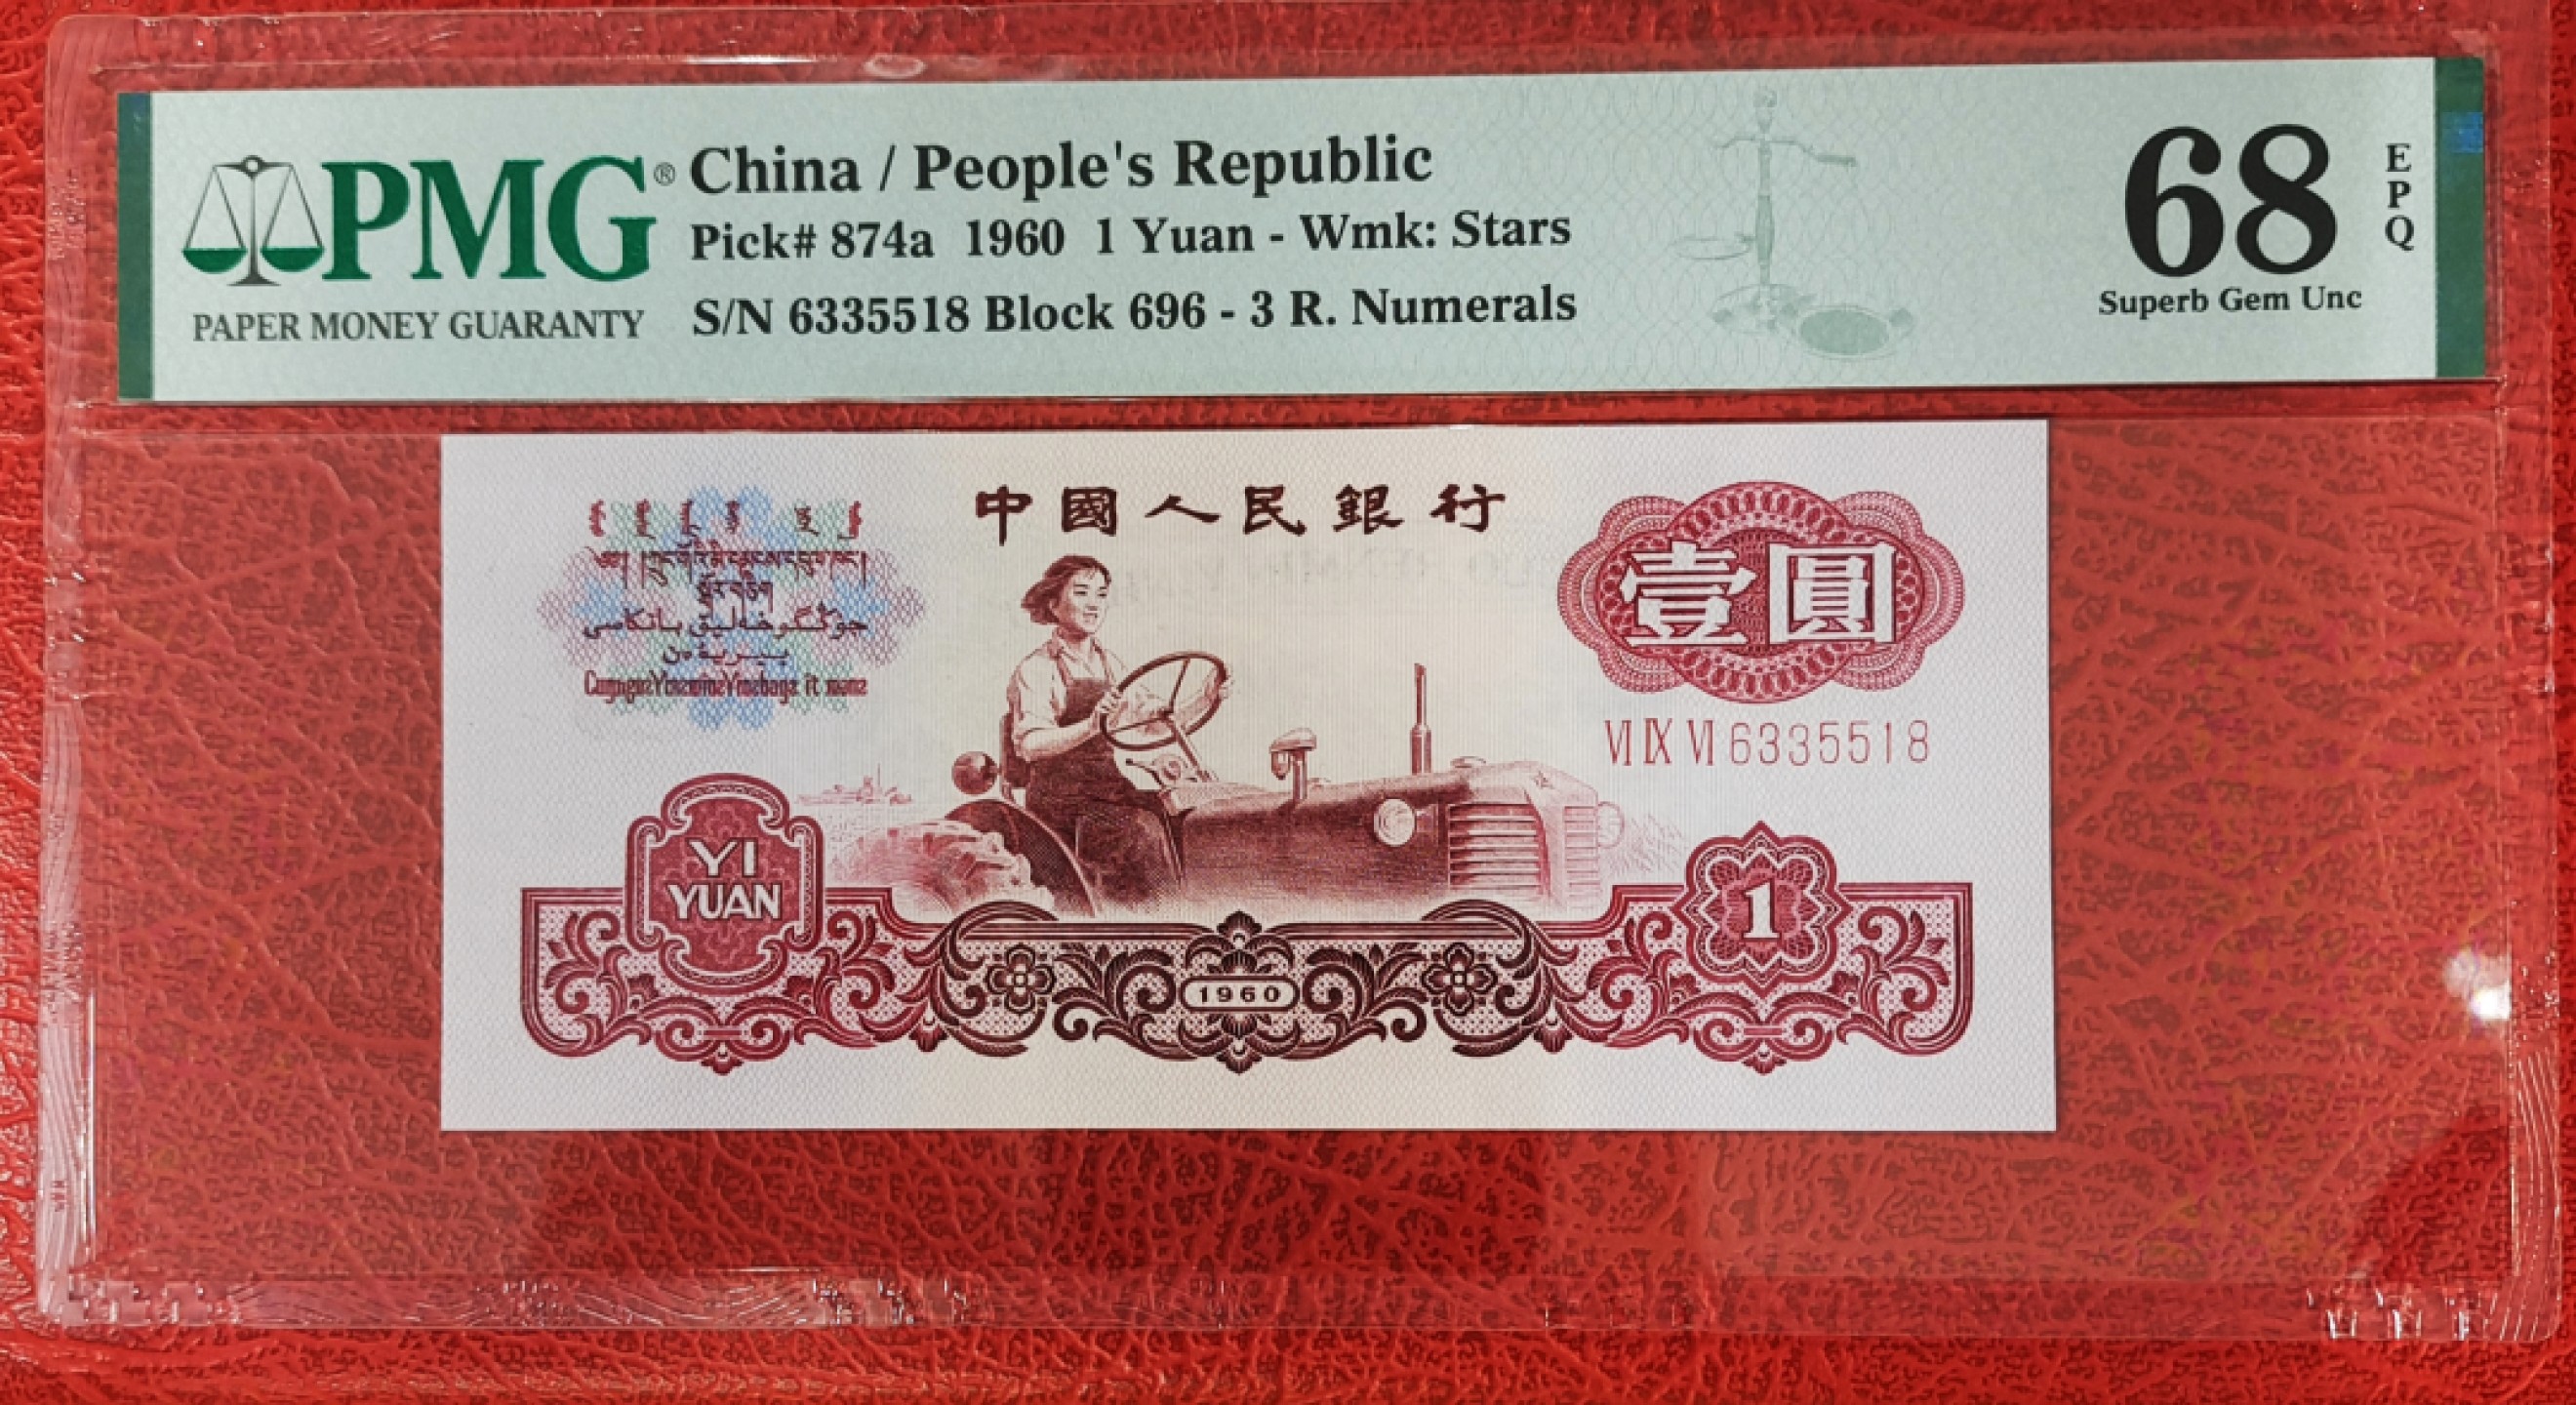 PMG® China / People's Republic
Pick# 874a 1960 1 Yuan - Wmk: Stars
S/N 6335518 Block 696 - 3 R. Numerals
PAPER MONEY GUARANTY
68
EPQ
Superb Gem Unc
中國人民銀行
壹圓
VI IX VI 6335518
YI
YUAN
1
1960